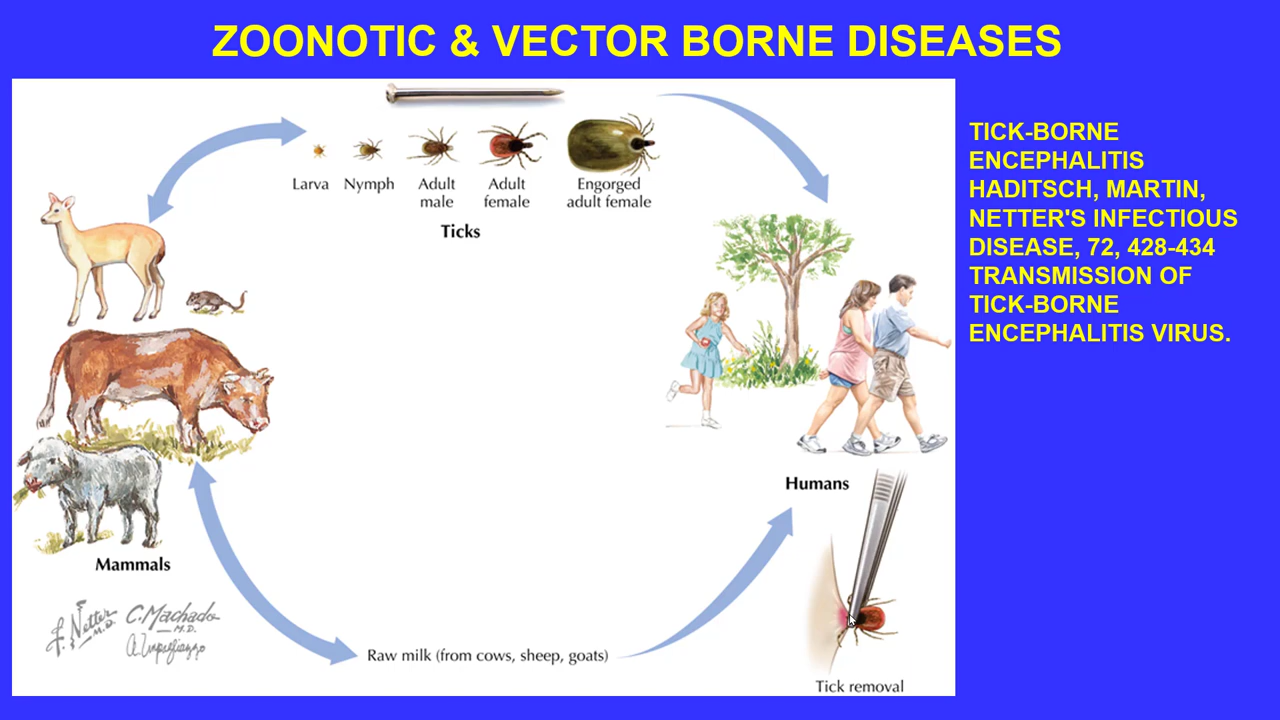 ZOONOTIC & VECTOR BORNE DISEASES
Larva
Nymph
Adult
male
Adult
female
Engorged
adult female
Ticks
TICK-BORNE
ENCEPHALITIS
HADITSCH, MARTIN,
NETTER'S INFECTIOUS
DISEASE, 72, 428-434
TRANSMISSION OF
TICK-BORNE
ENCEPHALITIS VIRUS.
Humans
Mammals
F. Netter M.D.
C. Machado
M.D.
Raw milk (from cows, sheep, goats)
Tick removal